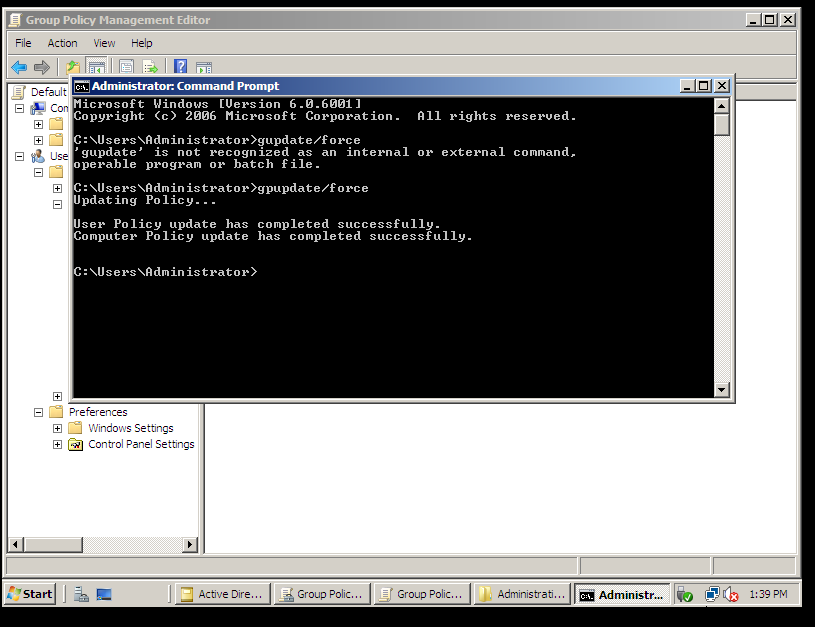 Group Policy Management Editor
File Action View Help
Default
Administrator: Command Prompt
Com
Use
Microsoft Windows [Version 6.0.6001]
Copyright (c) 2006 Microsoft Corporation.  All rights reserved.
C:\Users\Administrator>gupdate/force
'gupdate' is not recognized as an internal or external command,
operable program or batch file.
C:\Users\Administrator>gpupdate/force
Updating Policy...
User Policy update has completed successfully.
Computer Policy update has completed successfully.
C:\Users\Administrator>
Preferences
Windows Settings
Control Panel Settings
Start Active Dire... Group Polic... Group Polic... Administrati... Administr... 1:39 PM